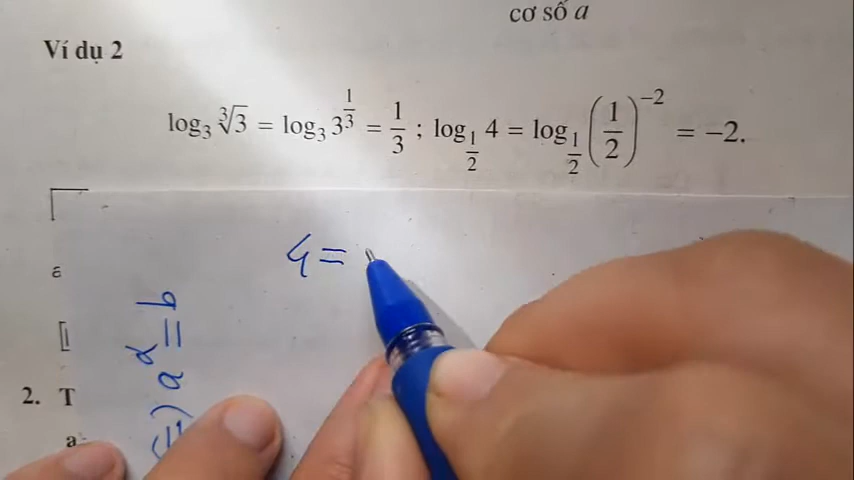 cơ số a
Ví dụ 2
log₃ ∛3 = log₃ 3^(1/3) = 1/3 ; log_(1/2) 4 = log_(1/2) (1/2)^(-2) = −2.
4 =
a^α = b
2. T
a